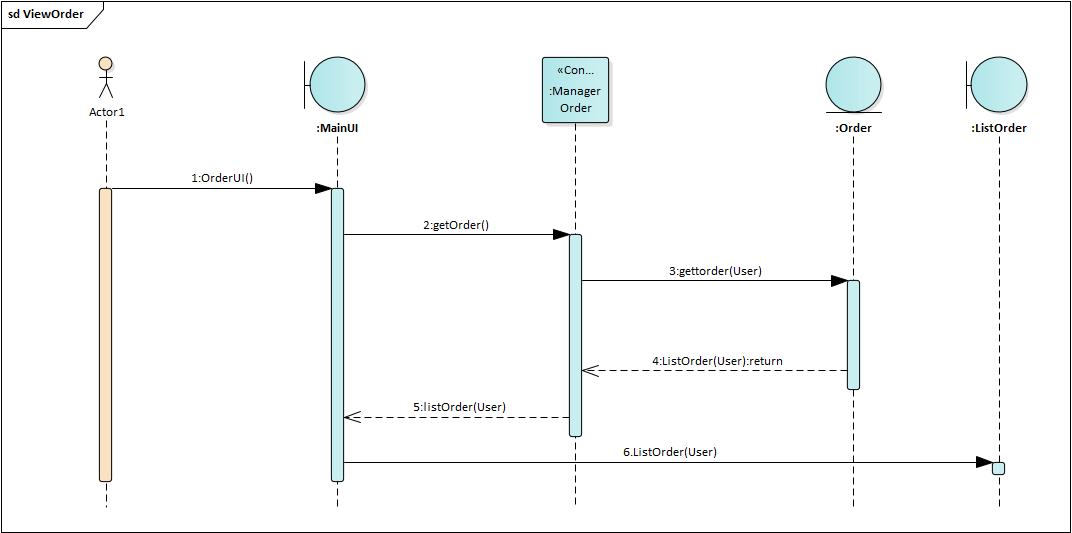 sd ViewOrder
Actor1
:MainUI
«Con...
:Manager
Order
:Order
:ListOrder
1:OrderUI()
2:getOrder()
3:gettorder(User)
4:ListOrder(User):return
5:listOrder(User)
6.ListOrder(User)